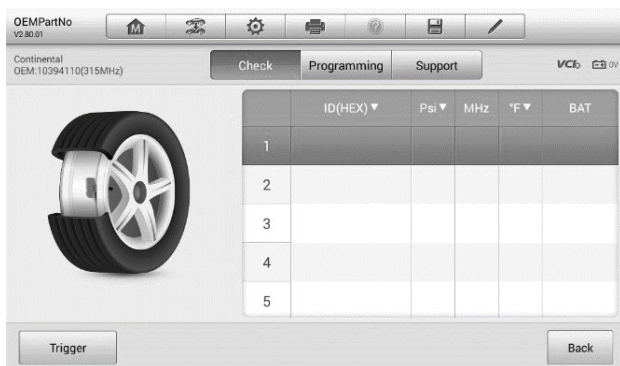 OEMPartNo
V2.80.01
M
?
Continental
OEM:10394110(315MHz)
Check Programming Support
VCI 0V
ID(HEX)▼ Psi▼ MHz °F▼ BAT
1
2
3
4
5
Trigger Back